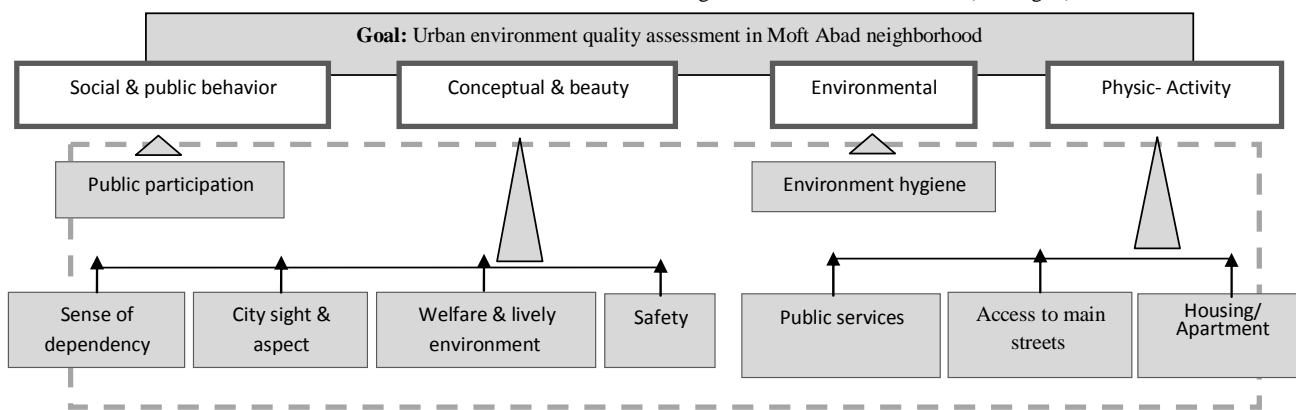 Goal: Urban environment quality assessment in Moft Abad neighborhood
Social & public behavior
Conceptual & beauty
Environmental
Physic- Activity
Public participation
Environment hygiene
Sense of
dependency
City sight &
aspect
Welfare & lively
environment
Safety
Public services
Access to main
streets
Housing/
Apartment